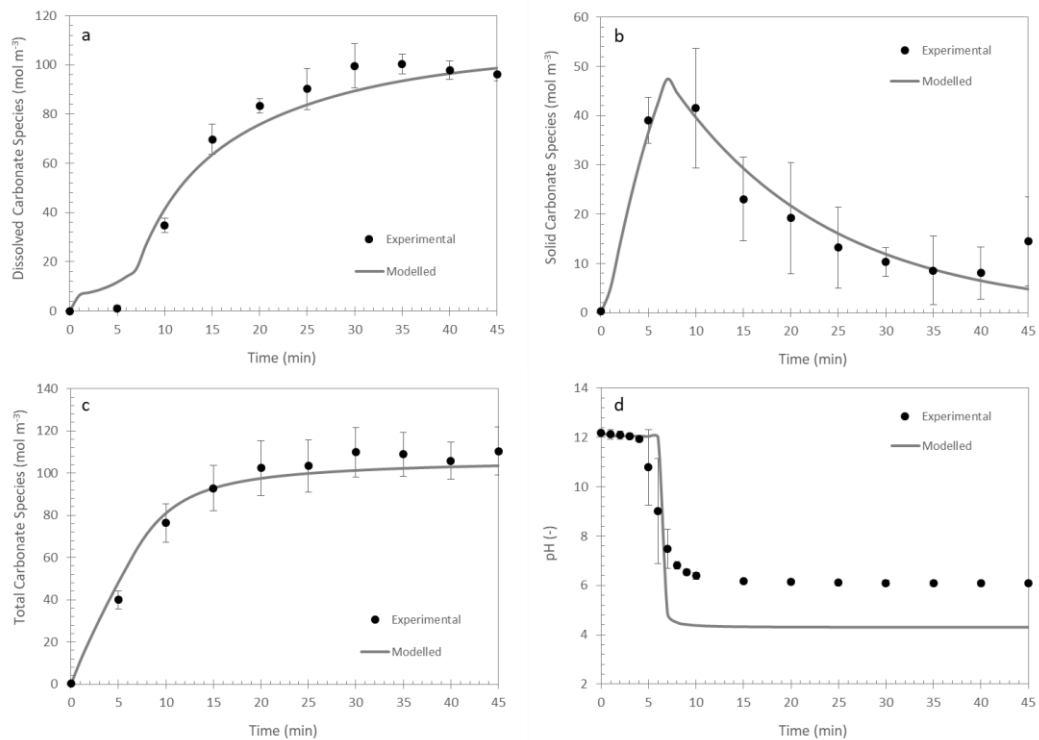 a
Dissolved Carbonate Species (mol m⁻³)
120
100
80
60
40
20
0
Experimental
Modelled
0 5 10 15 20 25 30 35 40 45
Time (min)
b
Solid Carbonate Species (mol m⁻³)
60
50
40
30
20
10
0
Experimental
Modelled
0 5 10 15 20 25 30 35 40 45
Time (min)
c
Total Carbonate Species (mol m⁻³)
140
120
100
80
60
40
20
0
Experimental
Modelled
0 5 10 15 20 25 30 35 40 45
Time (min)
d
pH (-)
14
12
10
8
6
4
2
Experimental
Modelled
0 5 10 15 20 25 30 35 40 45
Time (min)